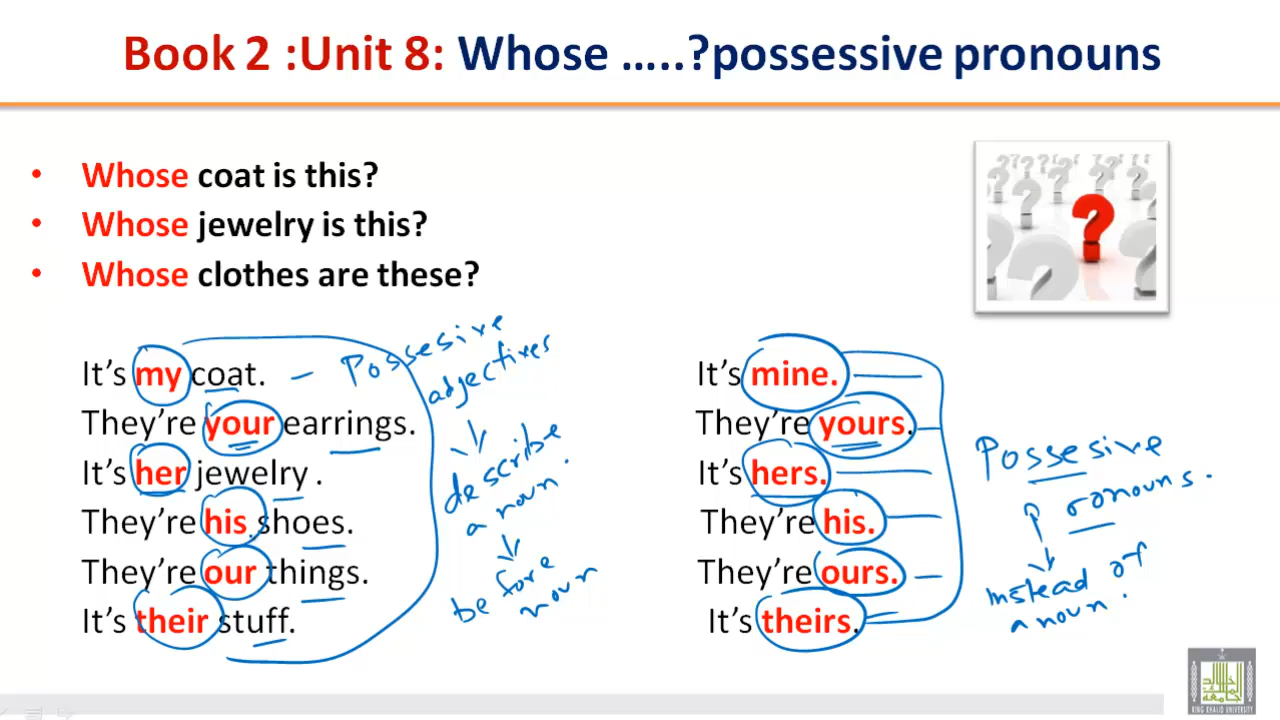 Book 2 :Unit 8: Whose …..?possessive pronouns
• Whose coat is this?
• Whose jewelry is this?
• Whose clothes are these?
It's my coat.
They're your earrings.
It's her jewelry .
They're his shoes.
They're our things.
It's their stuff.
– Possesive
adjectives
describe
a noun.
before
noun
It's mine.
They're yours.
It's hers.
They're his.
They're ours.
It's theirs.
Possesive
pronouns.
instead of
a noun.
KING KHALID UNIVERSITY